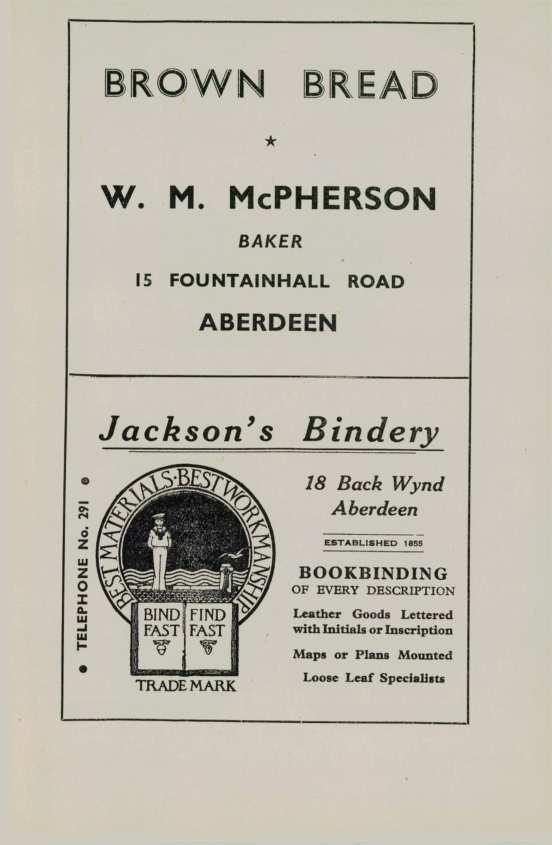 BROWN BREAD
W. M. McPHERSON
BAKER
15 FOUNTAINHALL ROAD
ABERDEEN
Jackson's Bindery
TELEPHONE No. 291
BEST MATERIALS·BEST WORKMANSHIP
BIND FAST
FIND FAST
TRADE MARK
18 Back Wynd
Aberdeen
ESTABLISHED 1855
BOOKBINDING
OF EVERY DESCRIPTION
Leather Goods Lettered
with Initials or Inscription
Maps or Plans Mounted
Loose Leaf Specialists